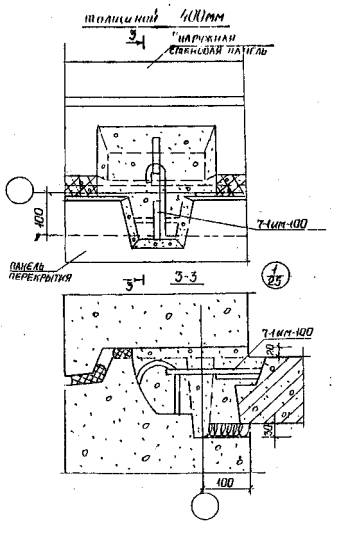 толщиной 400мм
3
НАРУЖНАЯ
СТЕНОВАЯ ПАНЕЛЬ
100
7-1им-100
ПАНЕЛЬ
ПЕРЕКРЫТИЯ
3
3-3
1
25
7-1им-100
20
30
100